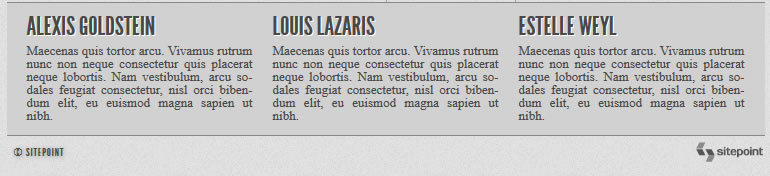 ALEXIS GOLDSTEIN
Maecenas quis tortor arcu. Vivamus rutrum
nunc non neque consectetur quis placerat
neque lobortis. Nam vestibulum, arcu so-
dales feugiat consectetur, nisl orci biben-
dum elit, eu euismod magna sapien ut
nibh.
LOUIS LAZARIS
Maecenas quis tortor arcu. Vivamus rutrum
nunc non neque consectetur quis placerat
neque lobortis. Nam vestibulum, arcu so-
dales feugiat consectetur, nisl orci biben-
dum elit, eu euismod magna sapien ut
nibh.
ESTELLE WEYL
Maecenas quis tortor arcu. Vivamus rutrum
nunc non neque consectetur quis placerat
neque lobortis. Nam vestibulum, arcu so-
dales feugiat consectetur, nisl orci biben-
dum elit, eu euismod magna sapien ut
nibh.
© SITEPOINT
sitepoint